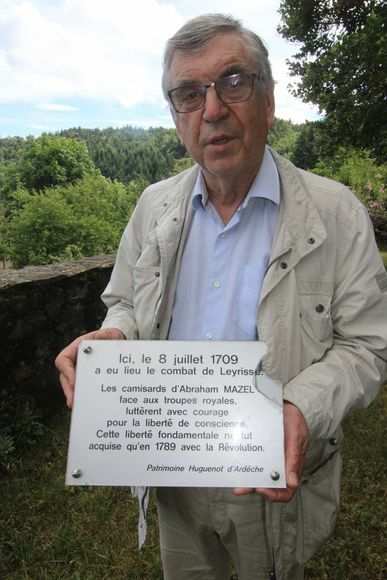 Ici, le 8 juillet 1709
a eu lieu le combat de Leyrisse.
Les camisards d'Abraham MAZEL
face aux troupes royales,
luttèrent avec courage
pour la liberté de conscience.
Cette liberté fondamentale ne fut
acquise qu'en 1789 avec la Révolution.
Patrimoine Huguenot d'Ardèche